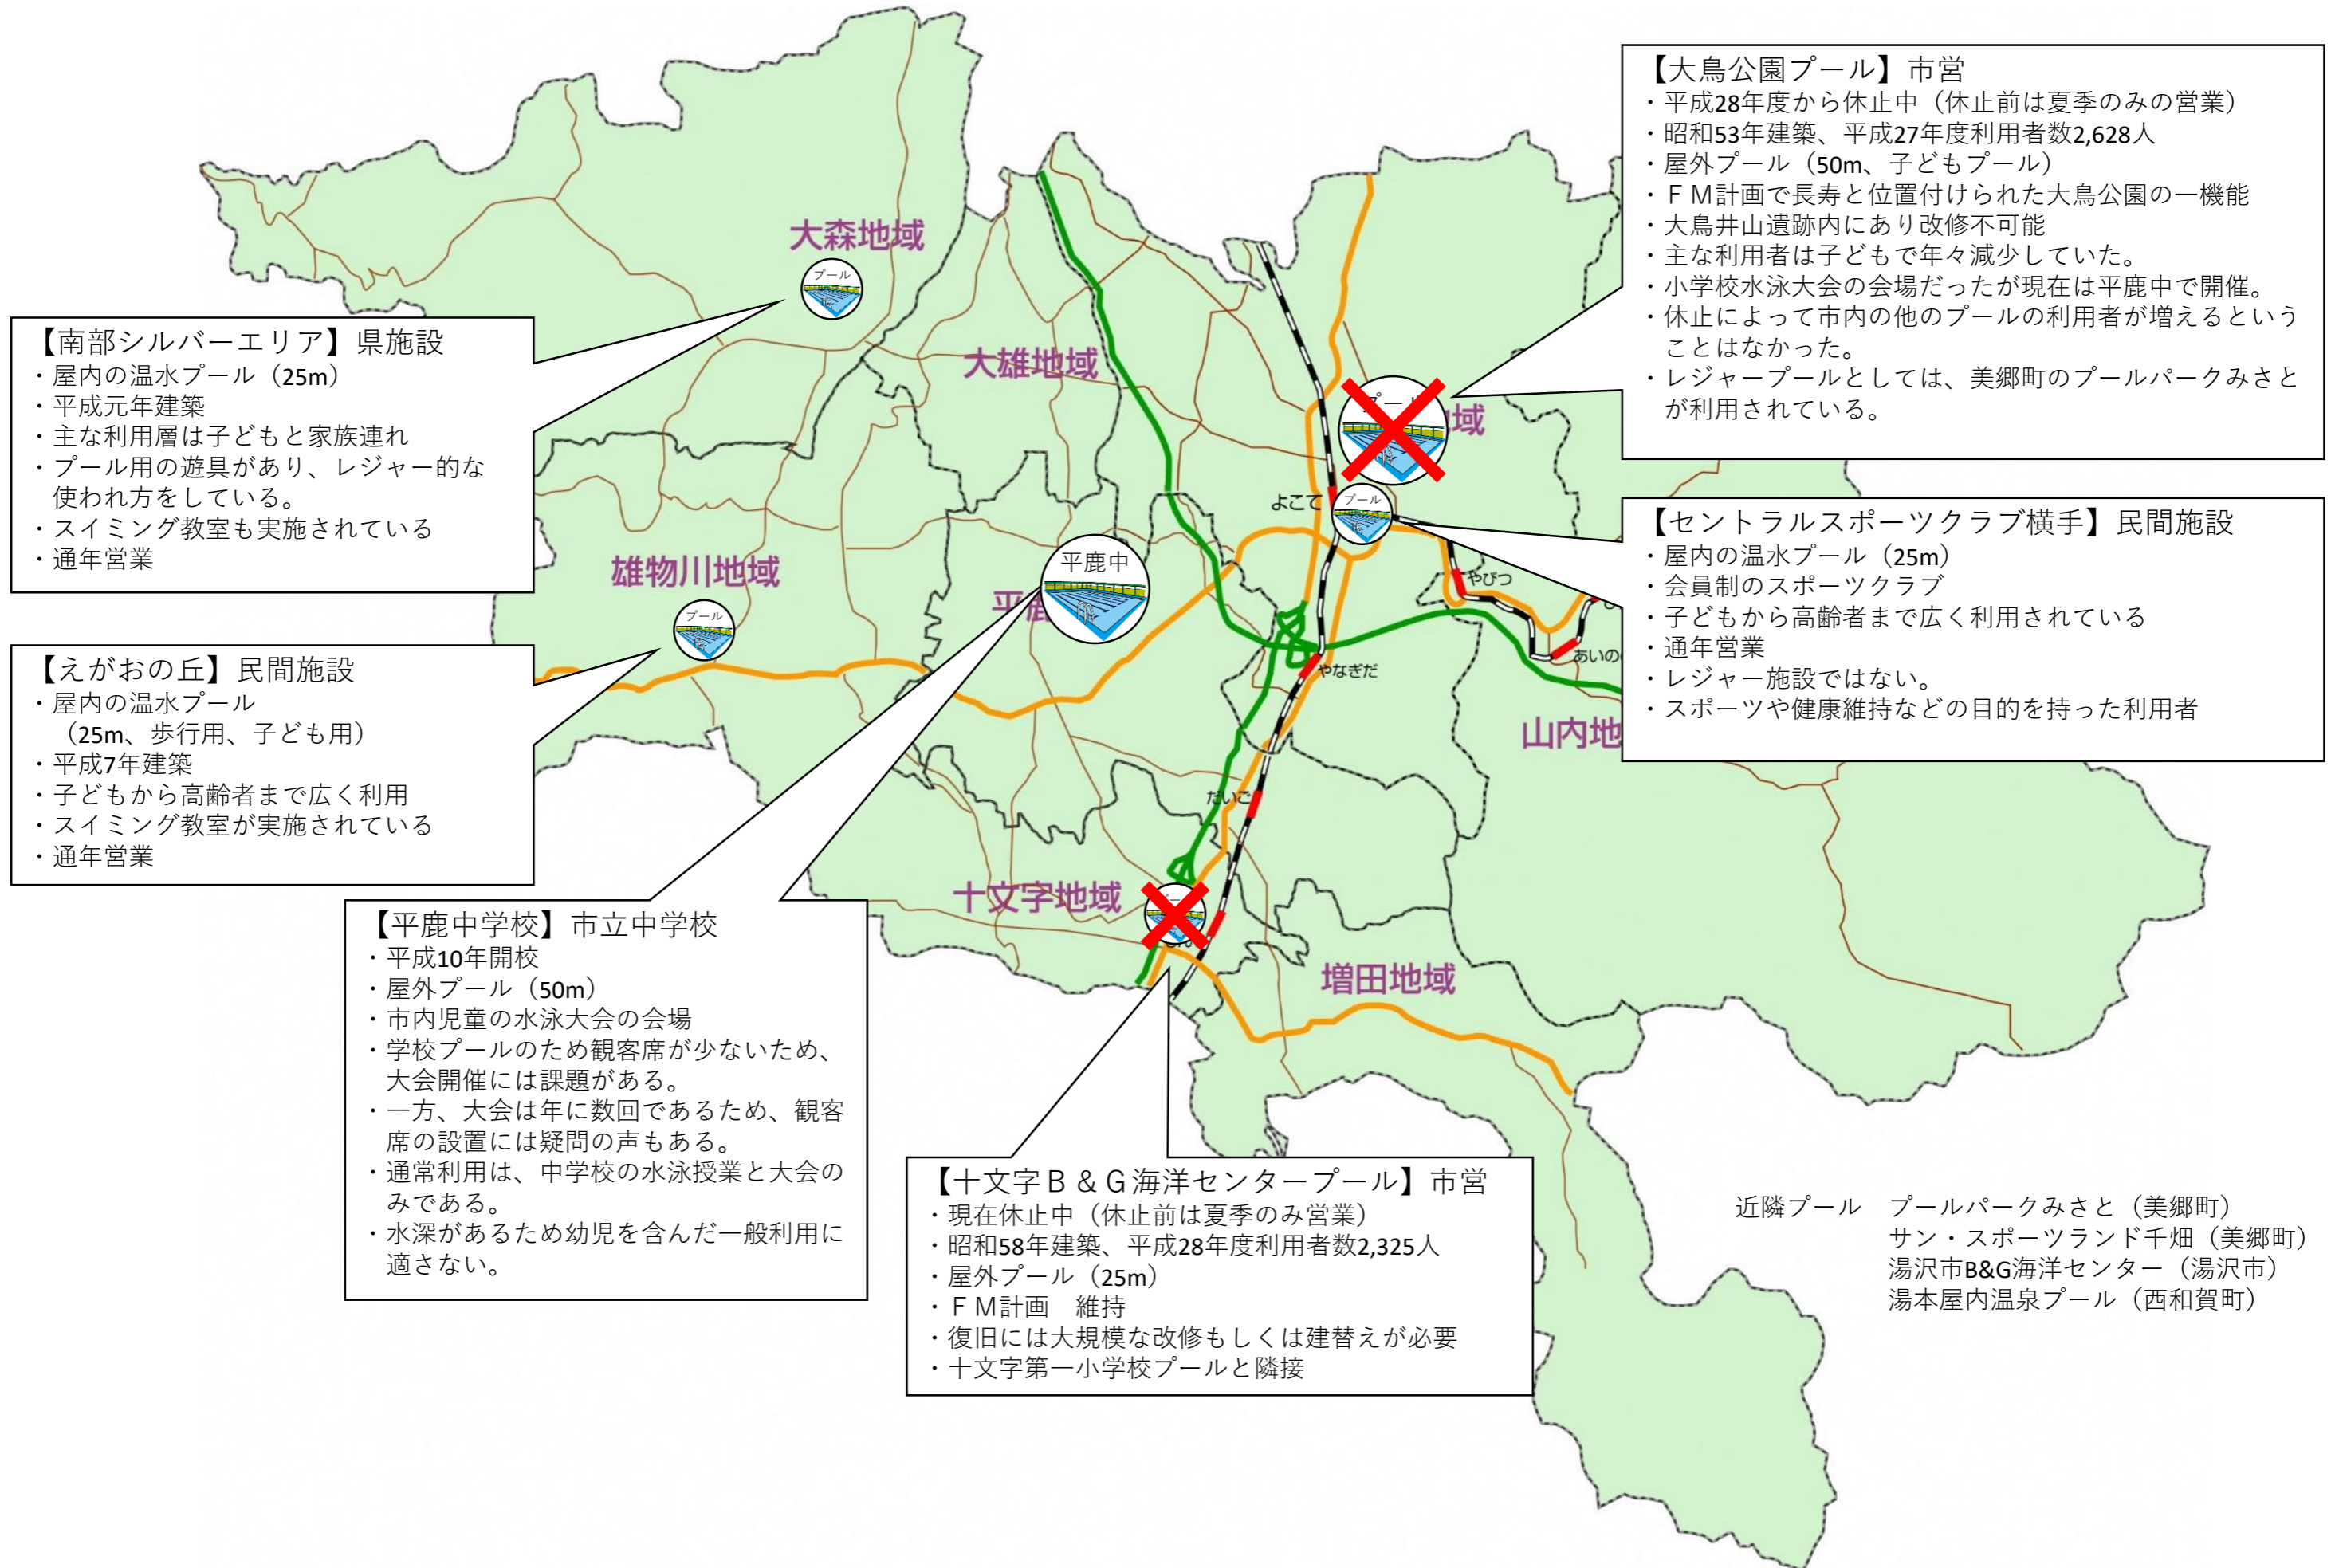 大森地域
プール
大雄地域
雄物川地域
プール
平鹿
平鹿中
プール
域
よこて
プール
やびつ
あいの
やなぎだ
山内地
だいご
十文字地域
増田地域
【大鳥公園プール】市営
・平成28年度から休止中（休止前は夏季のみの営業）
・昭和53年建築、平成27年度利用者数2,628人
・屋外プール（50m、子どもプール）
・ＦＭ計画で長寿と位置付けられた大鳥公園の一機能
・大鳥井山遺跡内にあり改修不可能
・主な利用者は子どもで年々減少していた。
・小学校水泳大会の会場だったが現在は平鹿中で開催。
・休止によって市内の他のプールの利用者が増えるという
ことはなかった。
・レジャープールとしては、美郷町のプールパークみさと
が利用されている。
【南部シルバーエリア】県施設
・屋内の温水プール（25m）
・平成元年建築
・主な利用層は子どもと家族連れ
・プール用の遊具があり、レジャー的な
使われ方をしている。
・スイミング教室も実施されている
・通年営業
【セントラルスポーツクラブ横手】民間施設
・屋内の温水プール（25m）
・会員制のスポーツクラブ
・子どもから高齢者まで広く利用されている
・通年営業
・レジャー施設ではない。
・スポーツや健康維持などの目的を持った利用者
【えがおの丘】民間施設
・屋内の温水プール
（25m、歩行用、子ども用）
・平成7年建築
・子どもから高齢者まで広く利用
・スイミング教室が実施されている
・通年営業
【平鹿中学校】市立中学校
・平成10年開校
・屋外プール（50m）
・市内児童の水泳大会の会場
・学校プールのため観客席が少ないため、
大会開催には課題がある。
・一方、大会は年に数回であるため、観客
席の設置には疑問の声もある。
・通常利用は、中学校の水泳授業と大会の
みである。
・水深があるため幼児を含んだ一般利用に
適さない。
【十文字Ｂ＆Ｇ海洋センタープール】市営
・現在休止中（休止前は夏季のみ営業）
・昭和58年建築、平成28年度利用者数2,325人
・屋外プール（25m）
・ＦＭ計画　維持
・復旧には大規模な改修もしくは建替えが必要
・十文字第一小学校プールと隣接
近隣プール　プールパークみさと（美郷町）
サン・スポーツランド千畑（美郷町）
湯沢市B&G海洋センター（湯沢市）
湯本屋内温泉プール（西和賀町）